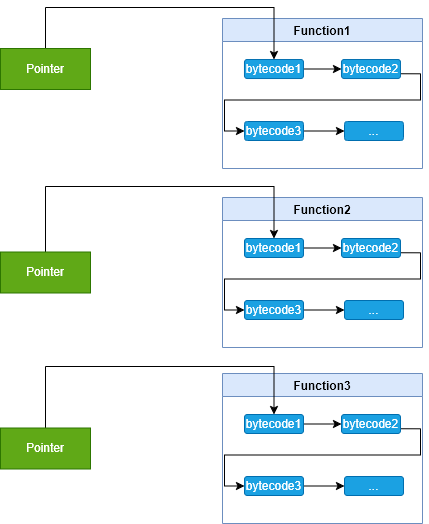 Function1
Pointer
bytecode1
bytecode2
bytecode3
...
Function2
bytecode1
bytecode2
Pointer
bytecode3
...
Function3
bytecode1
bytecode2
Pointer
bytecode3
...